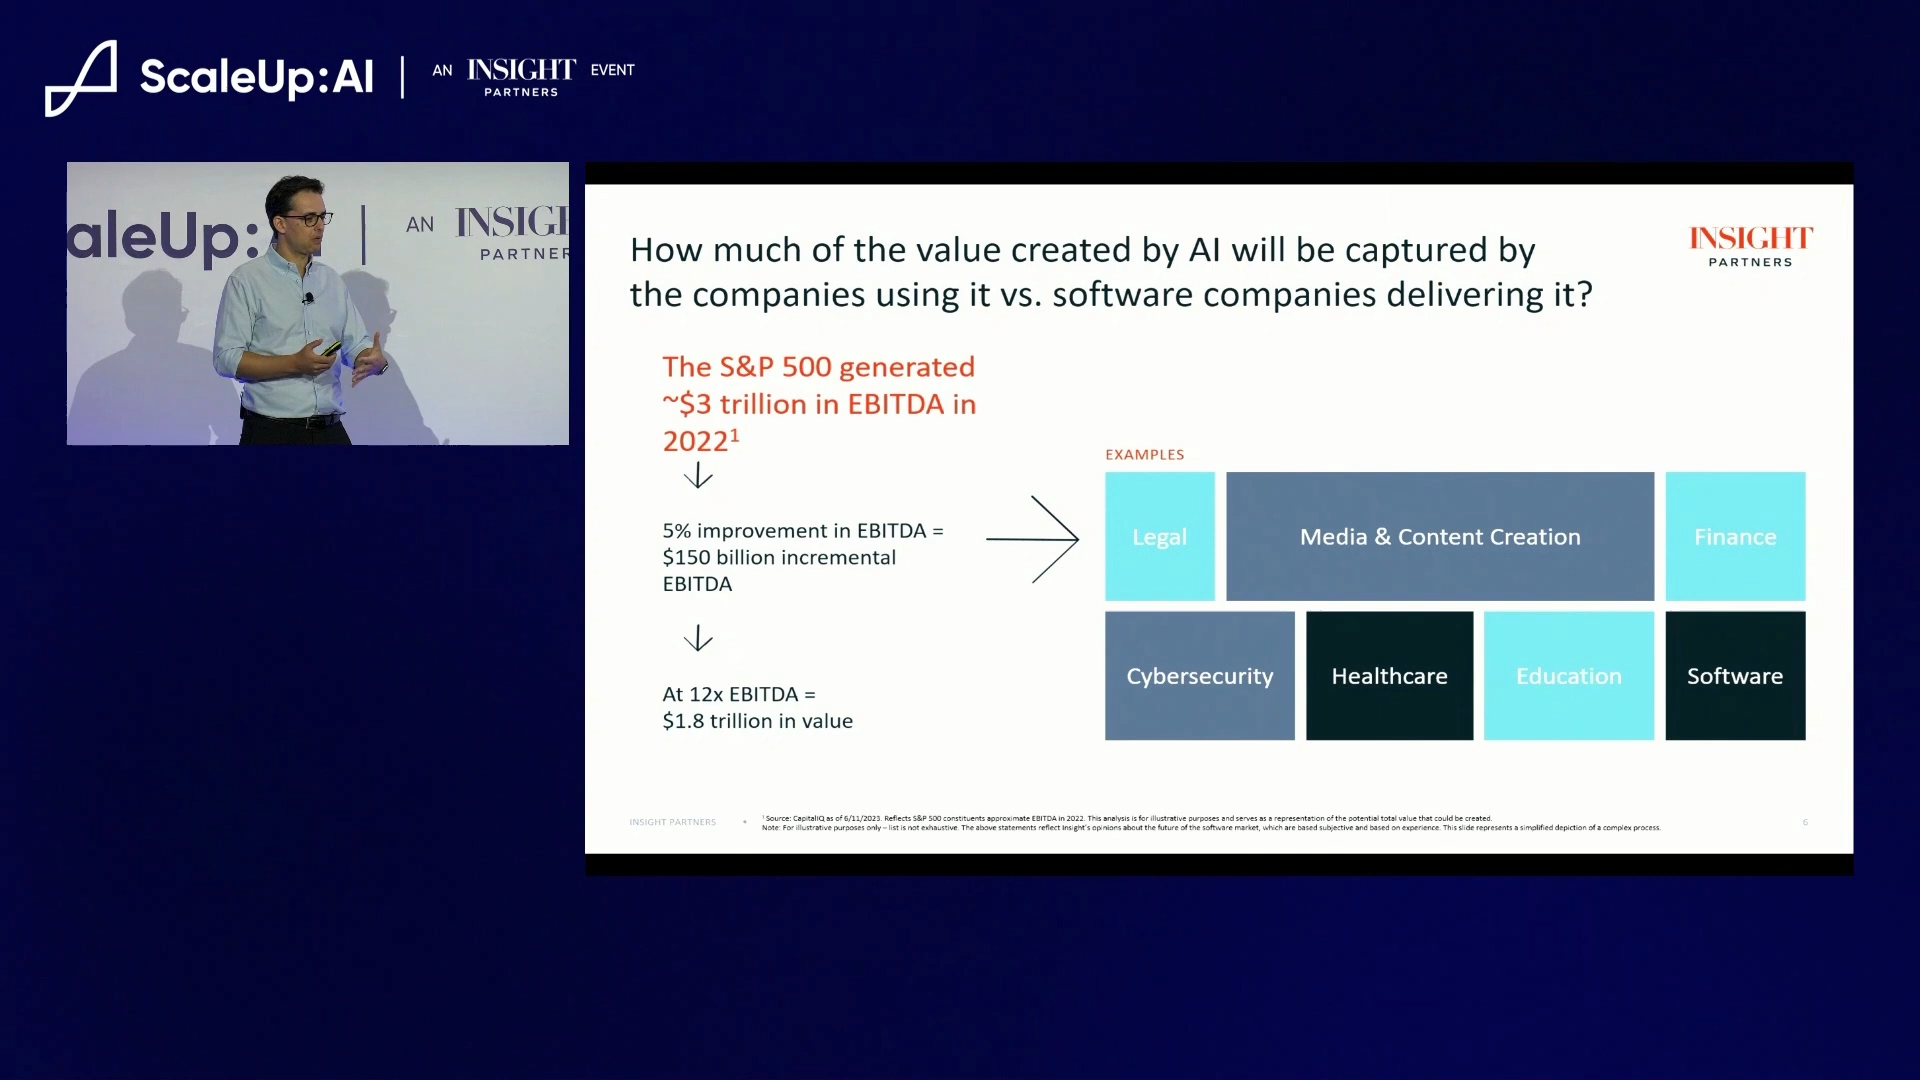 ScaleUp:AI
AN INSIGHT EVENT
PARTNERS
aleUp:
AN INSIG
PARTNER
How much of the value created by AI will be captured by
the companies using it vs. software companies delivering it?
INSIGHT
PARTNERS
The S&P 500 generated
~$3 trillion in EBITDA in
2022¹
5% improvement in EBITDA =
$150 billion incremental
EBITDA
At 12x EBITDA =
$1.8 trillion in value
EXAMPLES
Legal
Media & Content Creation
Finance
Cybersecurity
Healthcare
Education
Software
INSIGHT PARTNERS
¹ Source: CapitalIQ as of 6/11/2023. Reflects S&P 500 constituents approximate EBITDA in 2022. This analysis is for illustrative purposes and serves as a representation of the potential total value that could be created.
Note: For illustrative purposes only – list is not exhaustive. The above statements reflect Insight's opinions about the future of the software market, which are based subjective and based on experience. This slide represents a simplified depiction of a complex process.
6